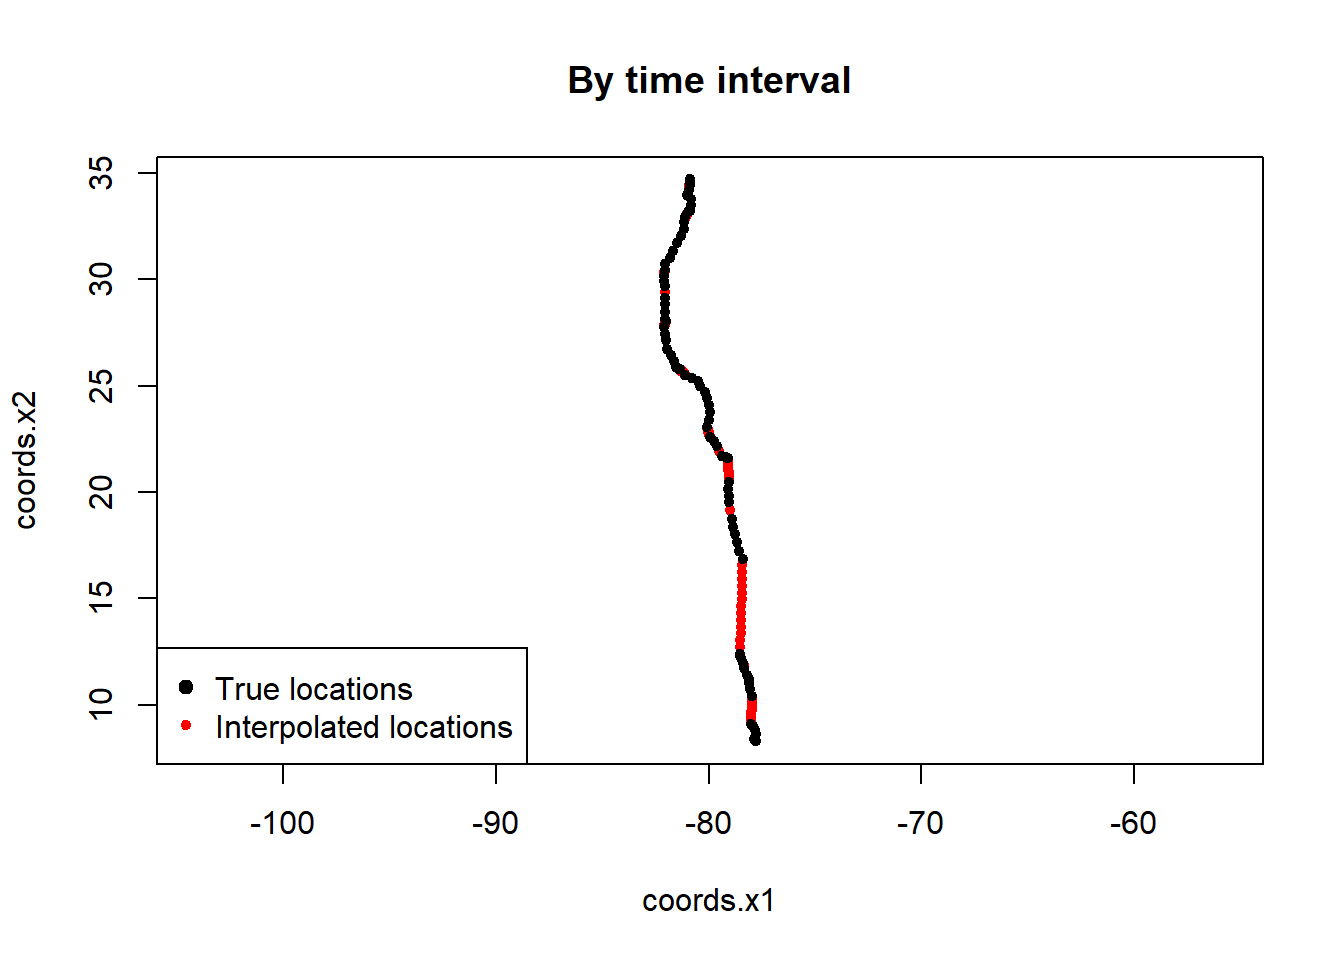 By time interval
coords.x2
35
30
25
20
15
10
True locations
Interpolated locations
-100 -90 -80 -70 -60
coords.x1